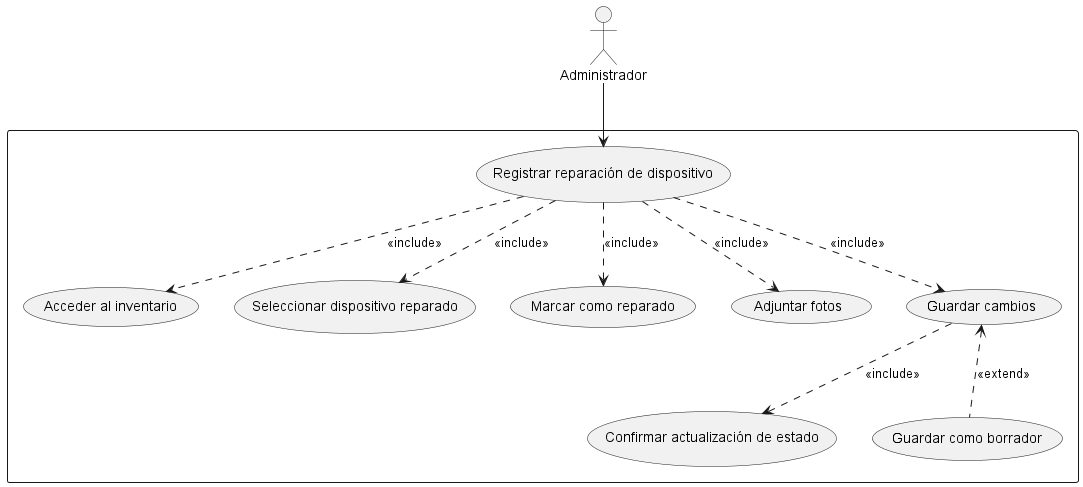 Administrador
Registrar reparación de dispositivo
«include»
«include»
«include»
«include»
«include»
Acceder al inventario
Seleccionar dispositivo reparado
Marcar como reparado
Adjuntar fotos
Guardar cambios
«include»
«extend»
Confirmar actualización de estado
Guardar como borrador